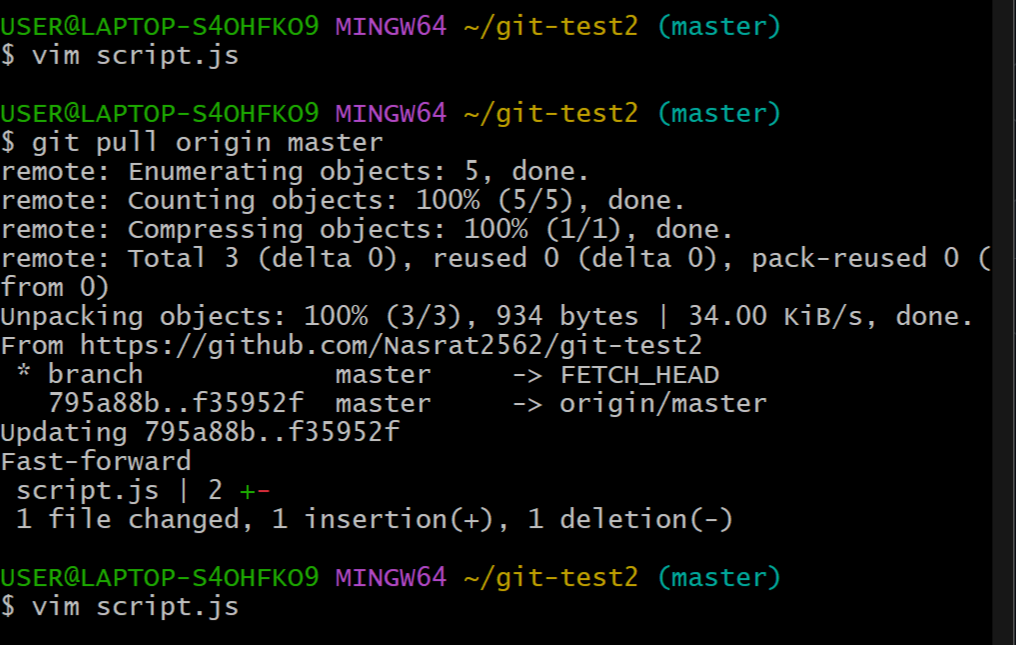 USER@LAPTOP-S4OHFKO9 MINGW64 ~/git-test2 (master)
$ vim script.js
USER@LAPTOP-S4OHFKO9 MINGW64 ~/git-test2 (master)
$ git pull origin master
remote: Enumerating objects: 5, done.
remote: Counting objects: 100% (5/5), done.
remote: Compressing objects: 100% (1/1), done.
remote: Total 3 (delta 0), reused 0 (delta 0), pack-reused 0 (
from 0)
Unpacking objects: 100% (3/3), 934 bytes | 34.00 KiB/s, done.
From https://github.com/Nasrat2562/git-test2
 * branch            master     -> FETCH_HEAD
   795a88b..f35952f  master     -> origin/master
Updating 795a88b..f35952f
Fast-forward
 script.js | 2 +-
 1 file changed, 1 insertion(+), 1 deletion(-)
USER@LAPTOP-S4OHFKO9 MINGW64 ~/git-test2 (master)
$ vim script.js